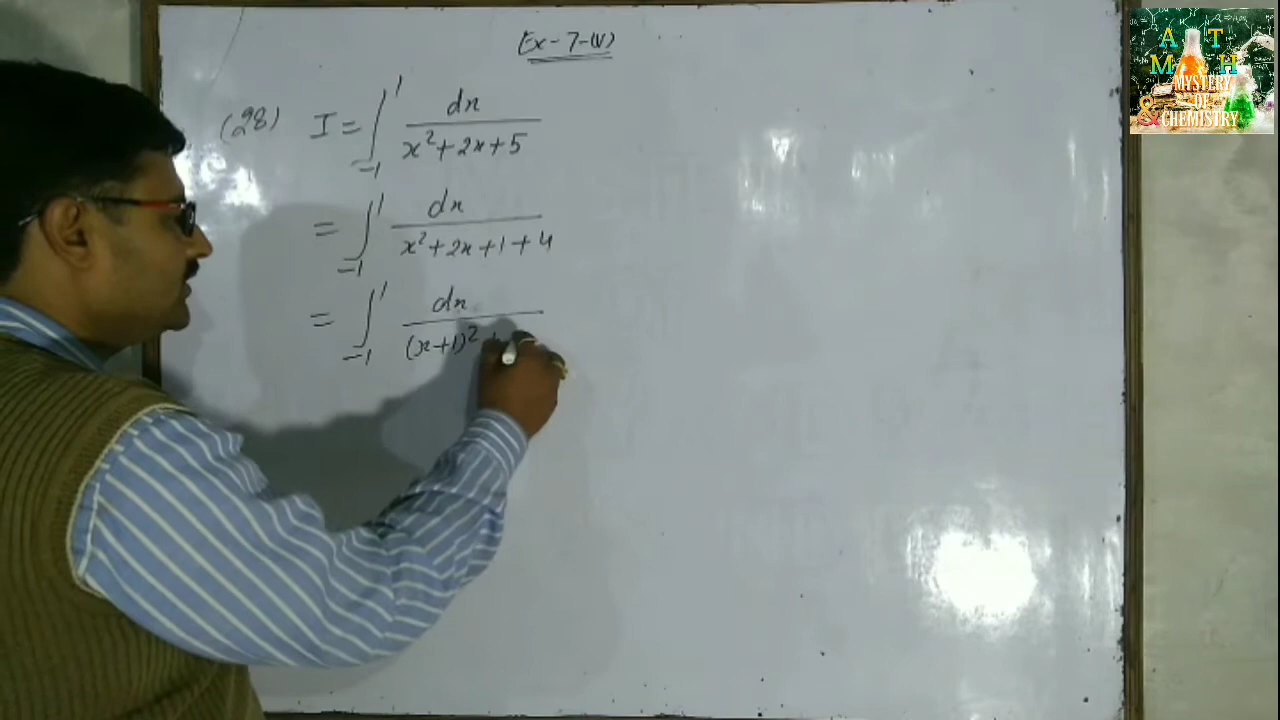 Ex-7-(V)
(28) I = ∫₋₁¹ dx / x² + 2x + 5
= ∫₋₁¹ dx / x² + 2x + 1 + 4
= ∫₋₁¹ dx / (x+1)² +
MATH
& MYSTERY
OF
CHEMISTRY